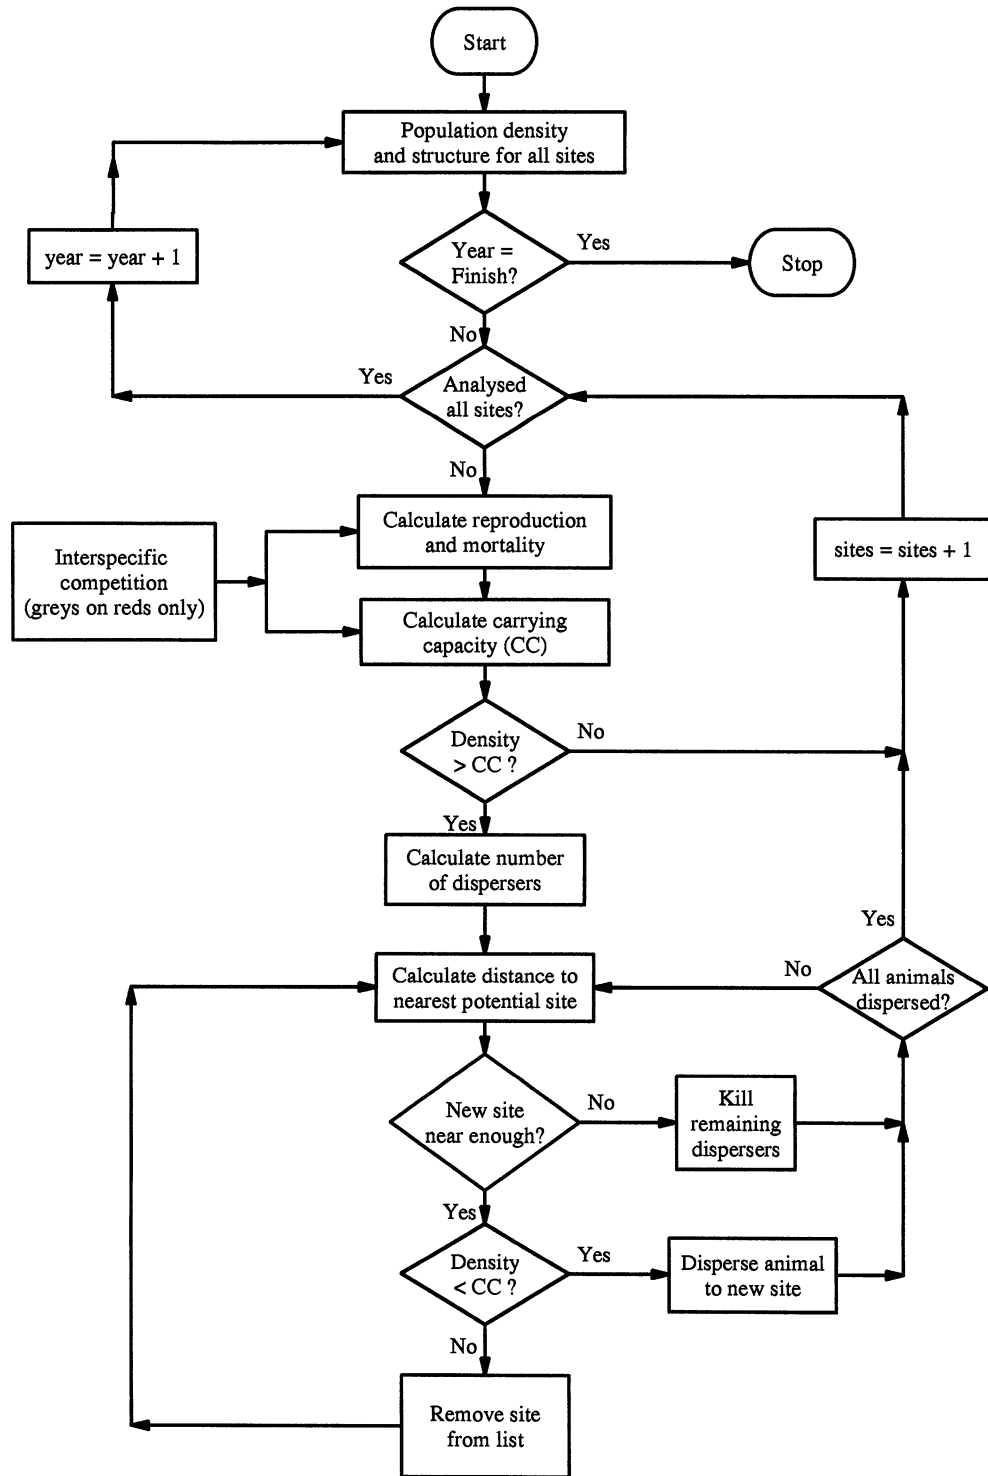 Start
Population density
and structure for all sites
year = year + 1
Year =
Finish?
Yes
Stop
No
Yes
Analysed
all sites?
No
Interspecific
competition
(greys on reds only)
Calculate reproduction
and mortality
sites = sites + 1
Calculate carrying
capacity (CC)
Density
> CC ?
No
Yes
Calculate number
of dispersers
Yes
Calculate distance to
nearest potential site
No
All animals
dispersed?
New site
near enough?
No
Kill
remaining
dispersers
Yes
Density
< CC ?
Yes
Disperse animal
to new site
No
Remove site
from list